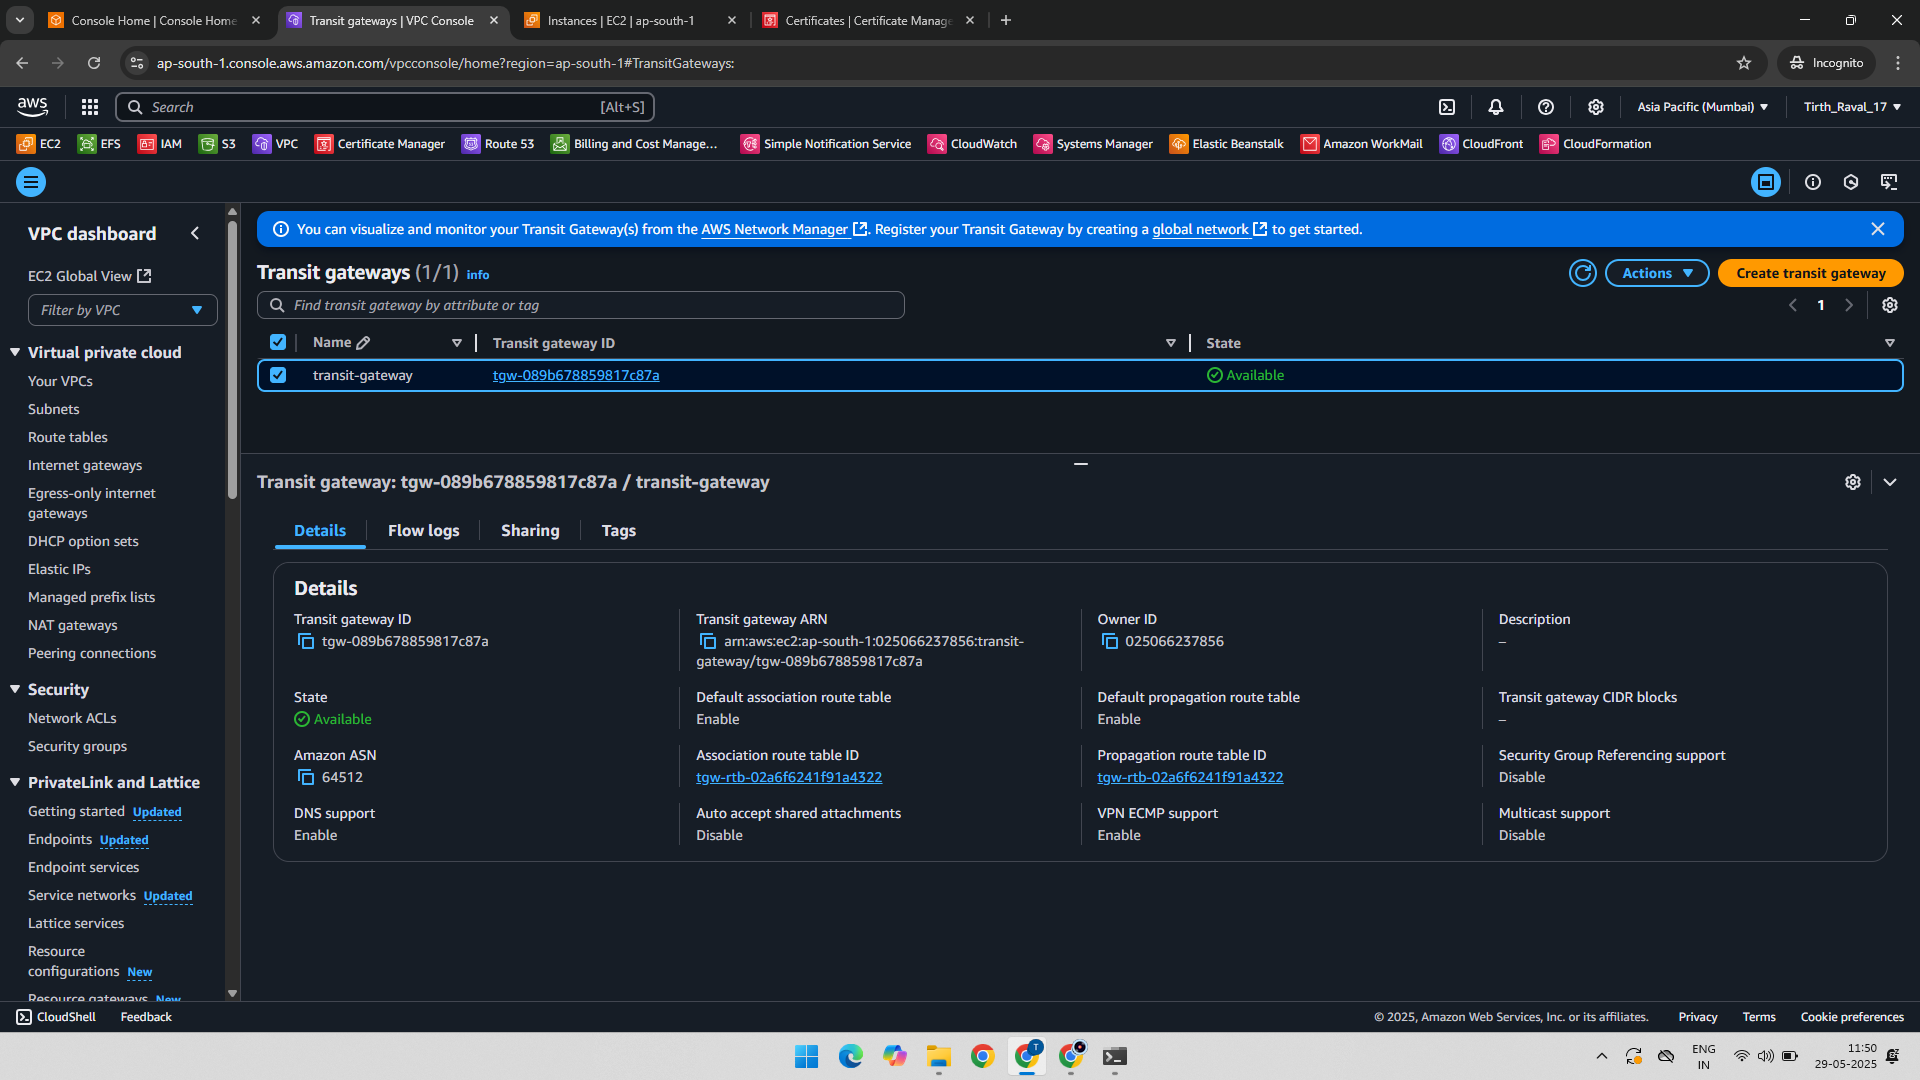 Console Home | Console Home
Transit gateways | VPC Console
Instances | EC2 | ap-south-1
Certificates | Certificate Manage
ap-south-1.console.aws.amazon.com/vpcconsole/home?region=ap-south-1#TransitGateways:
Incognito
aws
Search
[Alt+S]
Asia Pacific (Mumbai)
Tirth_Raval_17
EC2
EFS
IAM
S3
VPC
Certificate Manager
Route 53
Billing and Cost Manage...
Simple Notification Service
CloudWatch
Systems Manager
Elastic Beanstalk
Amazon WorkMail
CloudFront
CloudFormation
VPC dashboard
EC2 Global View
Filter by VPC
Virtual private cloud
Your VPCs
Subnets
Route tables
Internet gateways
Egress-only internet
gateways
DHCP option sets
Elastic IPs
Managed prefix lists
NAT gateways
Peering connections
Security
Network ACLs
Security groups
PrivateLink and Lattice
Getting started Updated
Endpoints Updated
Endpoint services
Service networks Updated
Lattice services
Resource
configurations New
Resource gateways New
You can visualize and monitor your Transit Gateway(s) from the AWS Network Manager. Register your Transit Gateway by creating a global network to get started.
Transit gateways (1/1) info
Actions
Create transit gateway
Find transit gateway by attribute or tag
1
Name
Transit gateway ID
State
transit-gateway
tgw-089b678859817c87a
Available
Transit gateway: tgw-089b678859817c87a / transit-gateway
Details
Flow logs
Sharing
Tags
Details
Transit gateway ID
tgw-089b678859817c87a
Transit gateway ARN
arn:aws:ec2:ap-south-1:025066237856:transit-
gateway/tgw-089b678859817c87a
Owner ID
025066237856
Description
–
State
Available
Default association route table
Enable
Default propagation route table
Enable
Transit gateway CIDR blocks
–
Amazon ASN
64512
Association route table ID
tgw-rtb-02a6f6241f91a4322
Propagation route table ID
tgw-rtb-02a6f6241f91a4322
Security Group Referencing support
Disable
DNS support
Enable
Auto accept shared attachments
Disable
VPN ECMP support
Enable
Multicast support
Disable
CloudShell
Feedback
© 2025, Amazon Web Services, Inc. or its affiliates.
Privacy
Terms
Cookie preferences
T
ENG
IN
11:50
29-05-2025